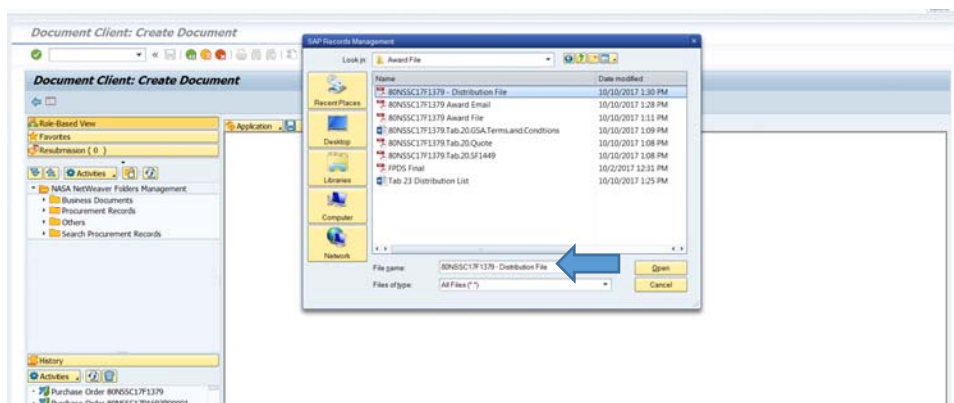 Document Client: Create Document
SAP Records Management
Look in: Award File
Document Client: Create Document
Name Date modified
Recent Places
80NSSC17F1379 - Distribution File 10/10/2017 1:30 PM
80NSSC17F1379 Award Email 10/10/2017 1:28 PM
80NSSC17F1379 Award File 10/10/2017 1:11 PM
80NSSC17F1379.Tab.20.GSA.Terms.and.Condtions 10/10/2017 1:09 PM
80NSSC17F1379.Tab.20.Quote 10/10/2017 1:08 PM
80NSSC17F1379.Tab.20.SF1449 10/10/2017 1:08 PM
FPDS Final 10/2/2017 12:31 PM
Tab 23 Distribution List 10/10/2017 1:25 PM
Desktop
Libraries
Computer
Network
File name: 80NSSC17F1379 - Distribution File Open
Files of type: All Files (*.*) Cancel
Role-Based View
Application
Favorites
Resubmission ( 0 )
Activities
NASA NetWeaver Folders Management
Business Documents
Procurement Records
Others
Search Procurement Records
History
Activities
Purchase Order 80NSSC17F1379